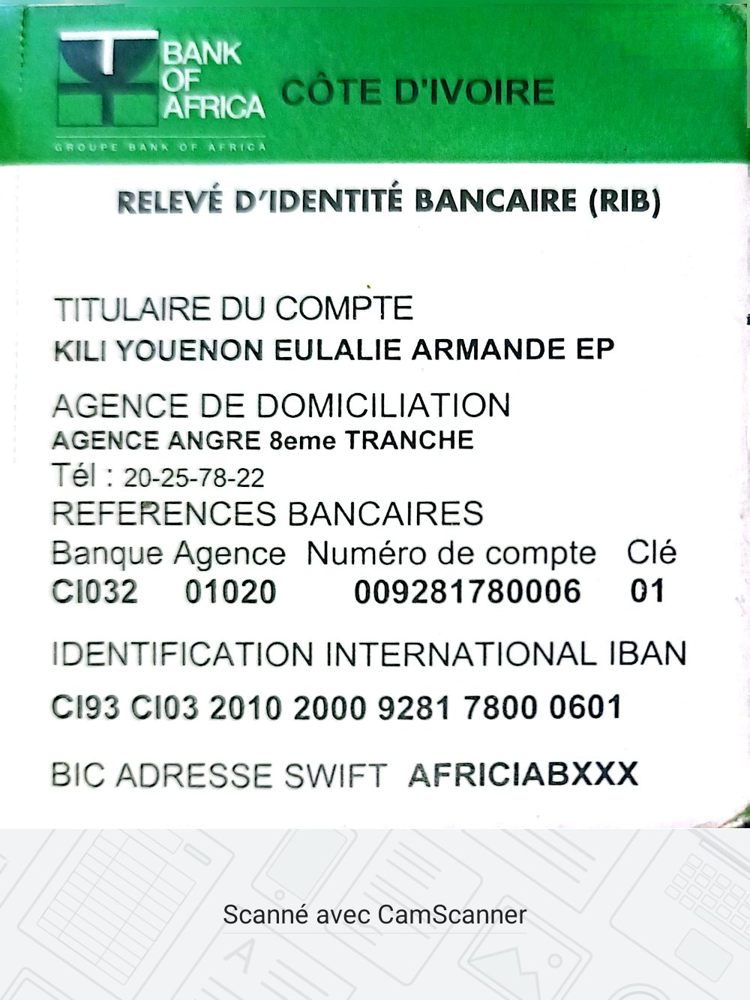 BANK
OF
AFRICA
CÔTE D'IVOIRE
GROUPE BANK OF AFRICA
RELEVÉ D'IDENTITÉ BANCAIRE (RIB)
TITULAIRE DU COMPTE
KILI YOUENON EULALIE ARMANDE EP
AGENCE DE DOMICILIATION
AGENCE ANGRE 8eme TRANCHE
Tél : 20-25-78-22
REFERENCES BANCAIRES
Banque Agence Numéro de compte Clé
CI032 01020 009281780006 01
IDENTIFICATION INTERNATIONAL IBAN
CI93 CI03 2010 2000 9281 7800 0601
BIC ADRESSE SWIFT AFRICIABXXX
Scanné avec CamScanner